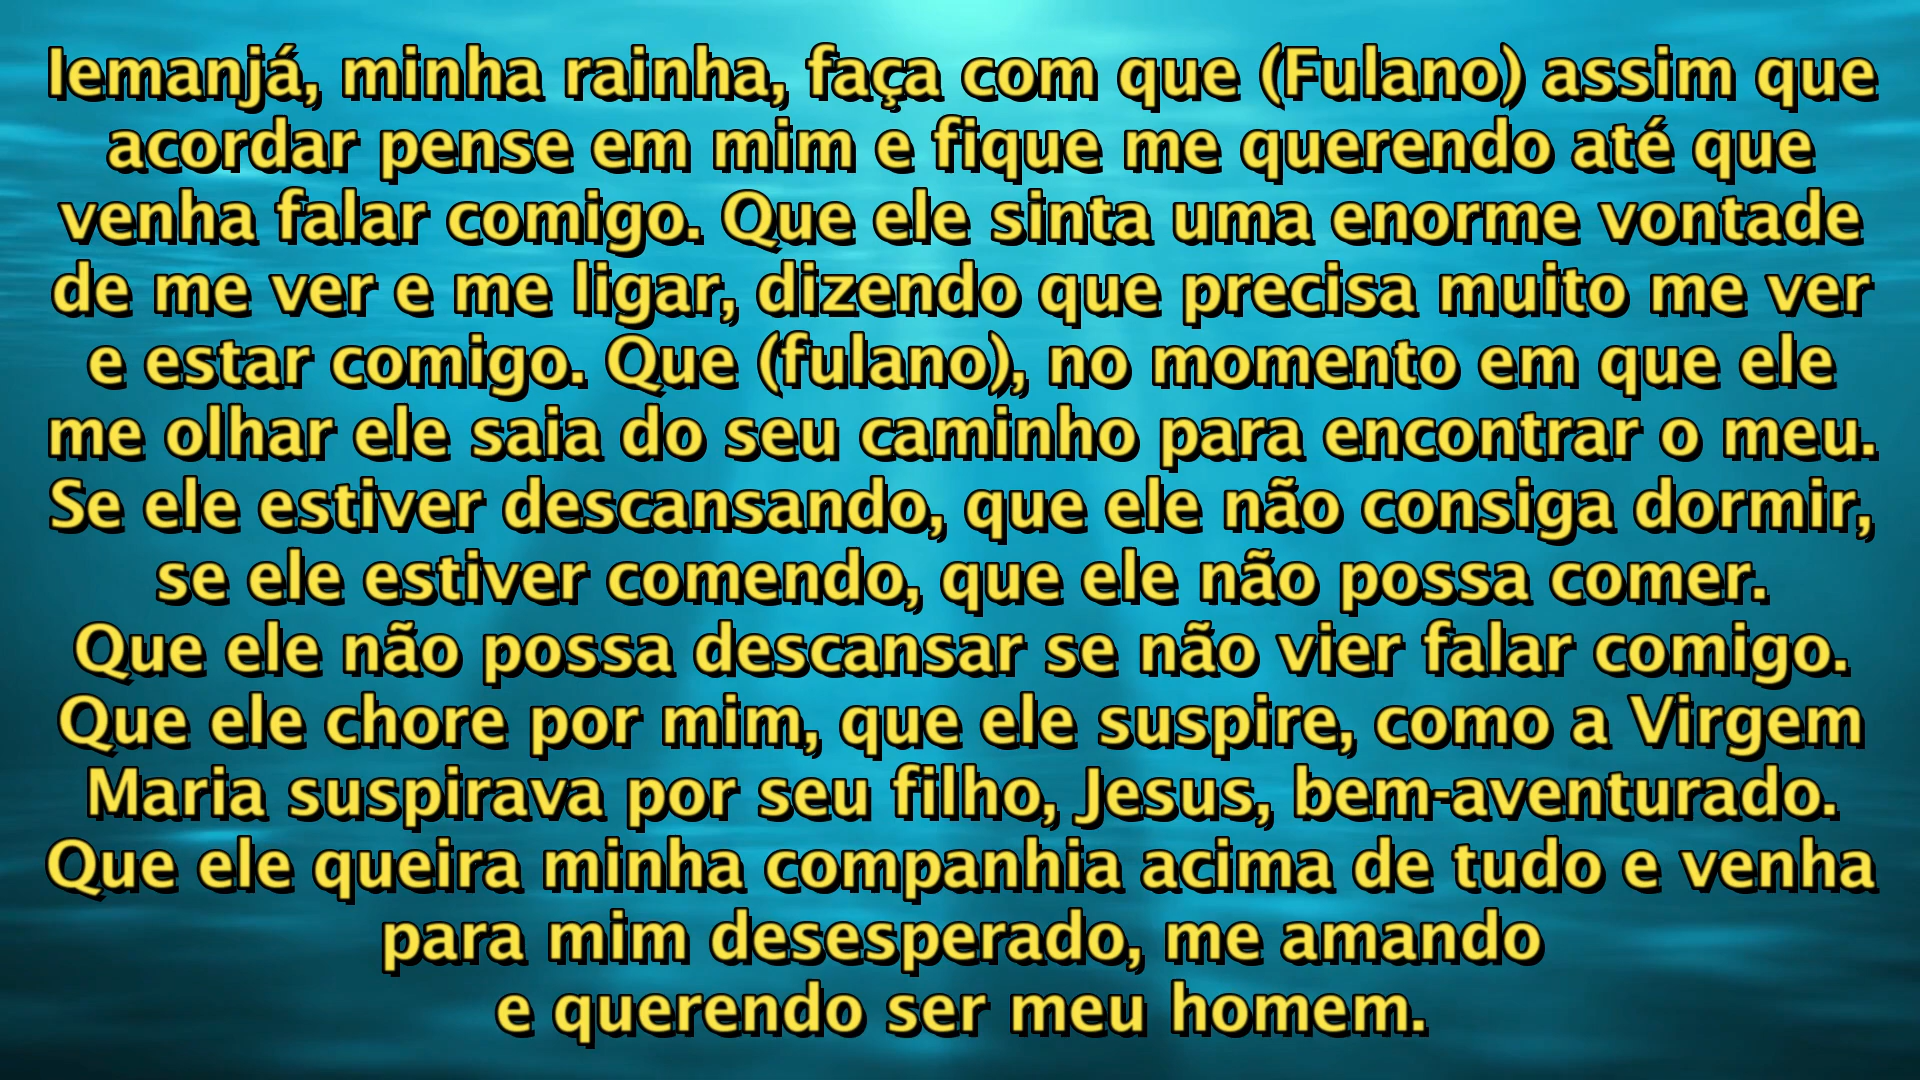 Iemanjá, minha rainha, faça com que (Fulano) assim que
acordar pense em mim e fique me querendo até que
venha falar comigo. Que ele sinta uma enorme vontade
de me ver e me ligar, dizendo que precisa muito me ver
e estar comigo. Que (fulano), no momento em que ele
me olhar ele saia do seu caminho para encontrar o meu.
Se ele estiver descansando, que ele não consiga dormir,
se ele estiver comendo, que ele não possa comer.
Que ele não possa descansar se não vier falar comigo.
Que ele chore por mim, que ele suspire, como a Virgem
Maria suspirava por seu filho, Jesus, bem-aventurado.
Que ele queira minha companhia acima de tudo e venha
para mim desesperado, me amando
e querendo ser meu homem.